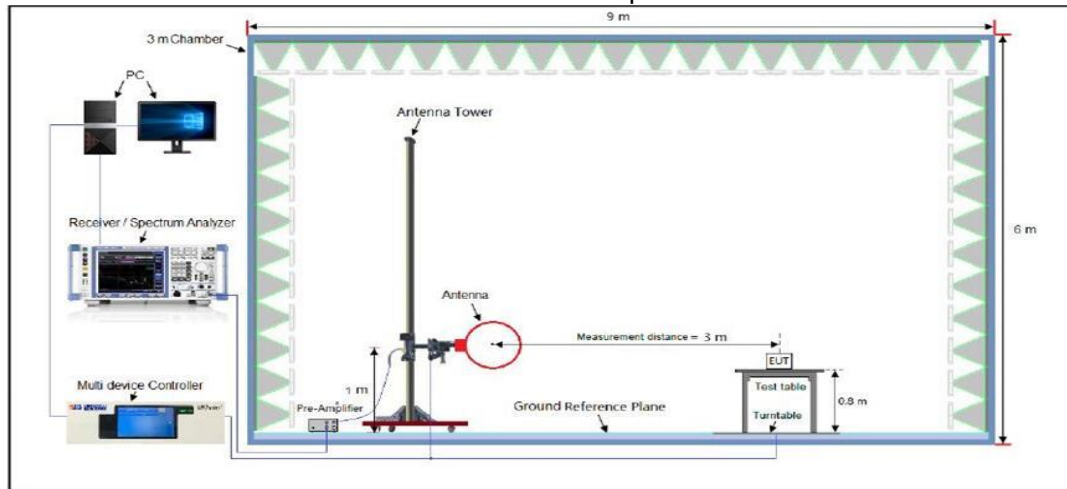 9 m
3 m Chamber
PC
Antenna Tower
Receiver / Spectrum Analyzer
6 m
Antenna
Measurement distance = 3 m
EUT
Multi device Controller
1 m
Test table
0.8 m
Pre-Amplifier
Ground Reference Plane
Turntable